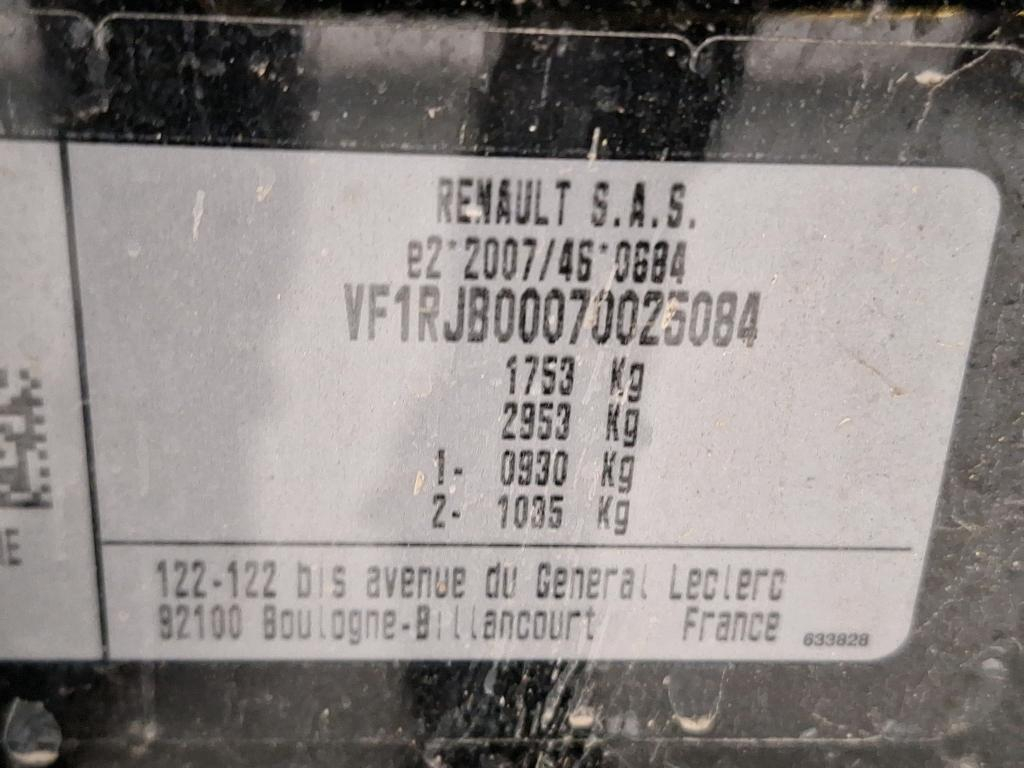 RENAULT S.A.S.
e2*2007/46*0684
VF1RJB00070025084
1753 Kg
2953 Kg
1- 0930 Kg
2- 1035 Kg
122-122 bis avenue du General Leclerc
92100 Boulogne-Billancourt France
633828